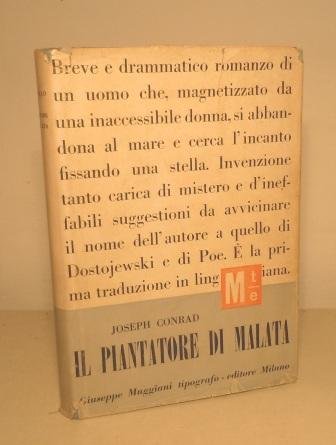 Breve e drammatico romanzo di
un uomo che, magnetizzato da
una inaccessibile donna, si abban-
dona al mare e cerca l'incanto
fissando una stella. Invenzione
tanto carica di mistero e d'inef-
fabili suggestioni da avvicinare
il nome dell'autore a quello di
Dostojewski e di Poe. È la pri-
ma traduzione in ling iana.
M t/e
JOSEPH CONRAD
IL PIANTATORE DI MALATA
Giuseppe Muggiani tipografo-editore Milano